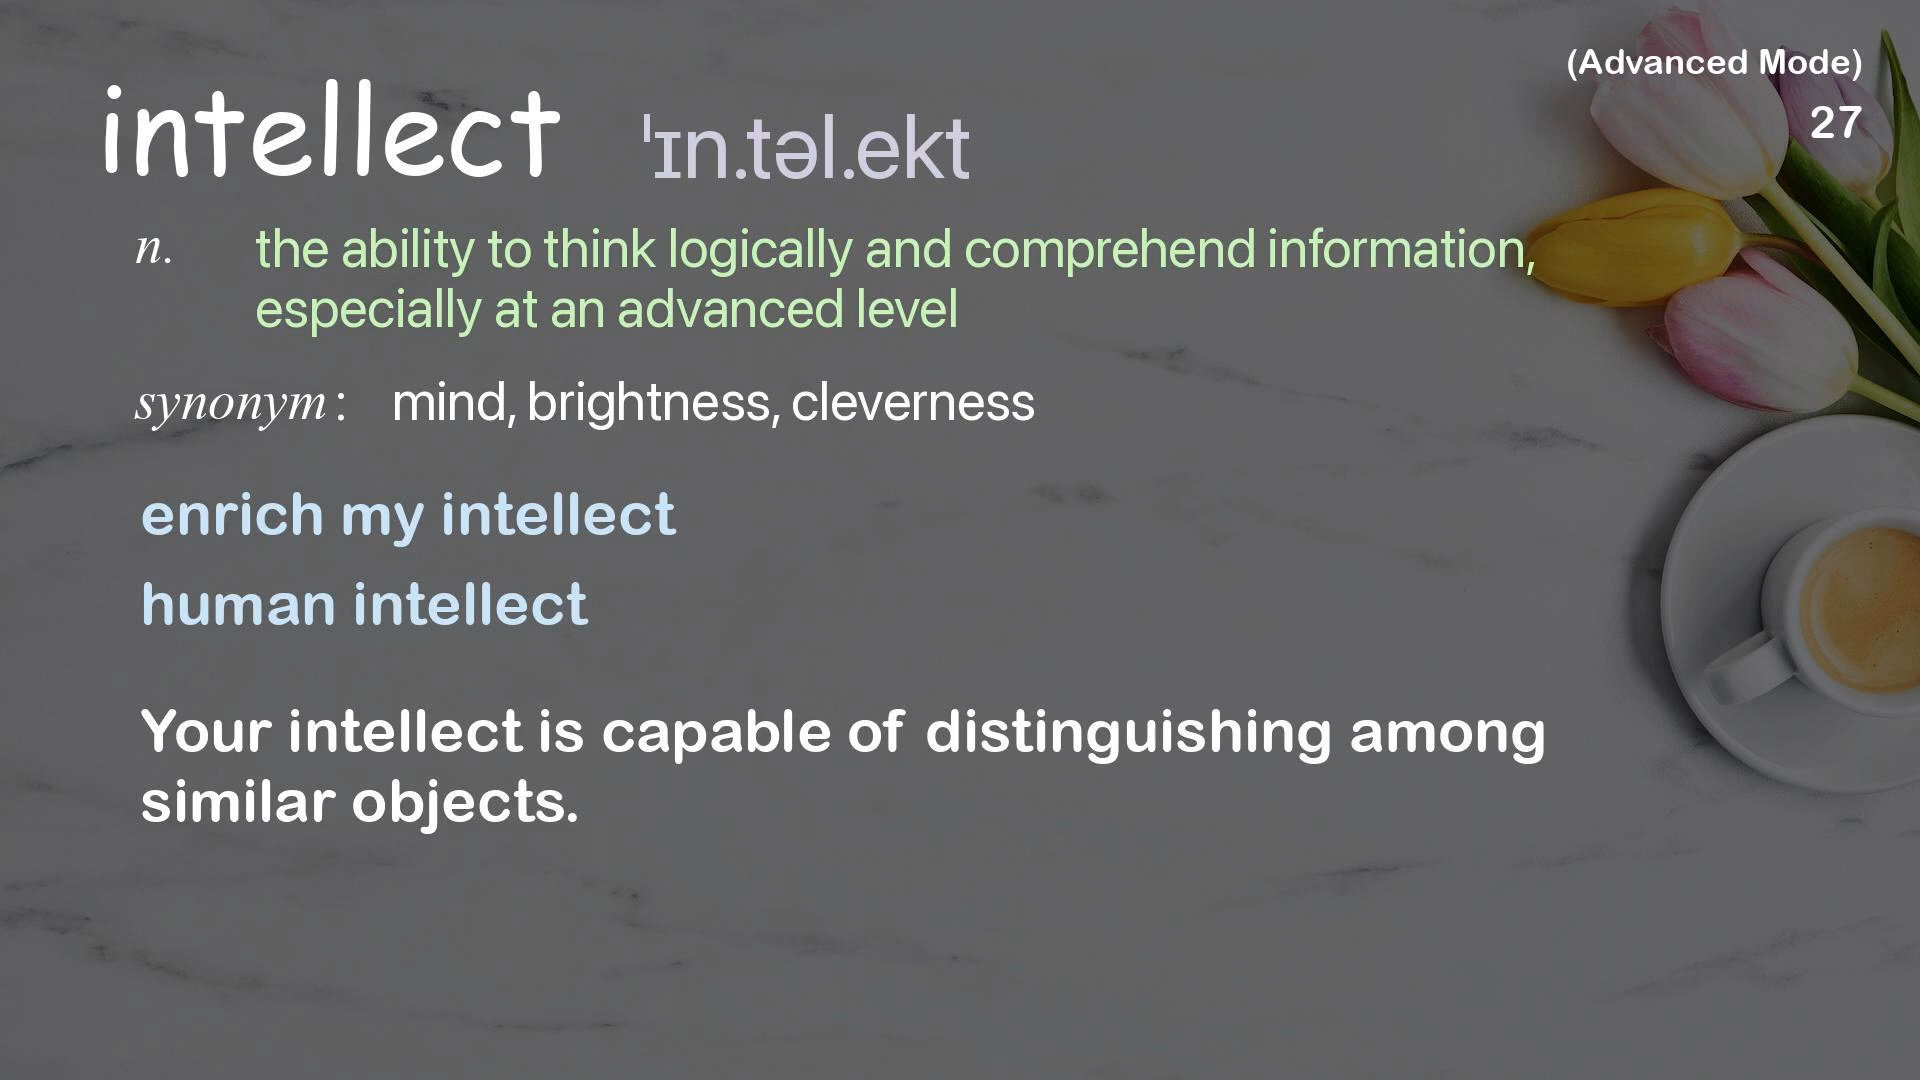 (Advanced Mode)
27
intellect ˈɪn.təl.ekt
n. the ability to think logically and comprehend information,
especially at an advanced level
synonym: mind, brightness, cleverness
enrich my intellect
human intellect
Your intellect is capable of distinguishing among
similar objects.